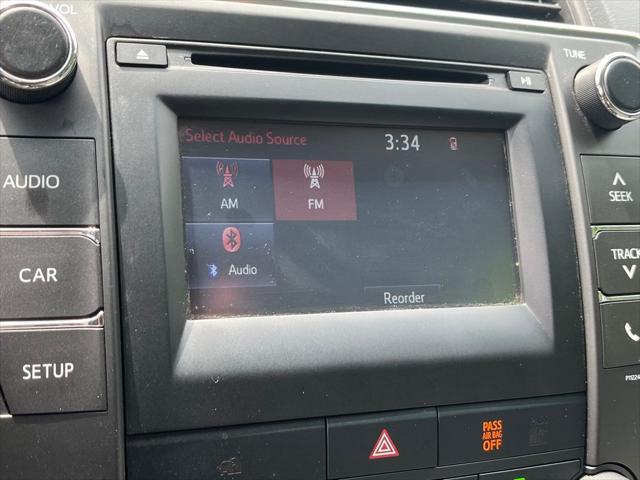 VOL
TUNE
Select Audio Source
3:34
AM
FM
AUDIO
SEEK
Audio
TRACK
CAR
Reorder
SETUP
PASS
AIR BAG
OFF